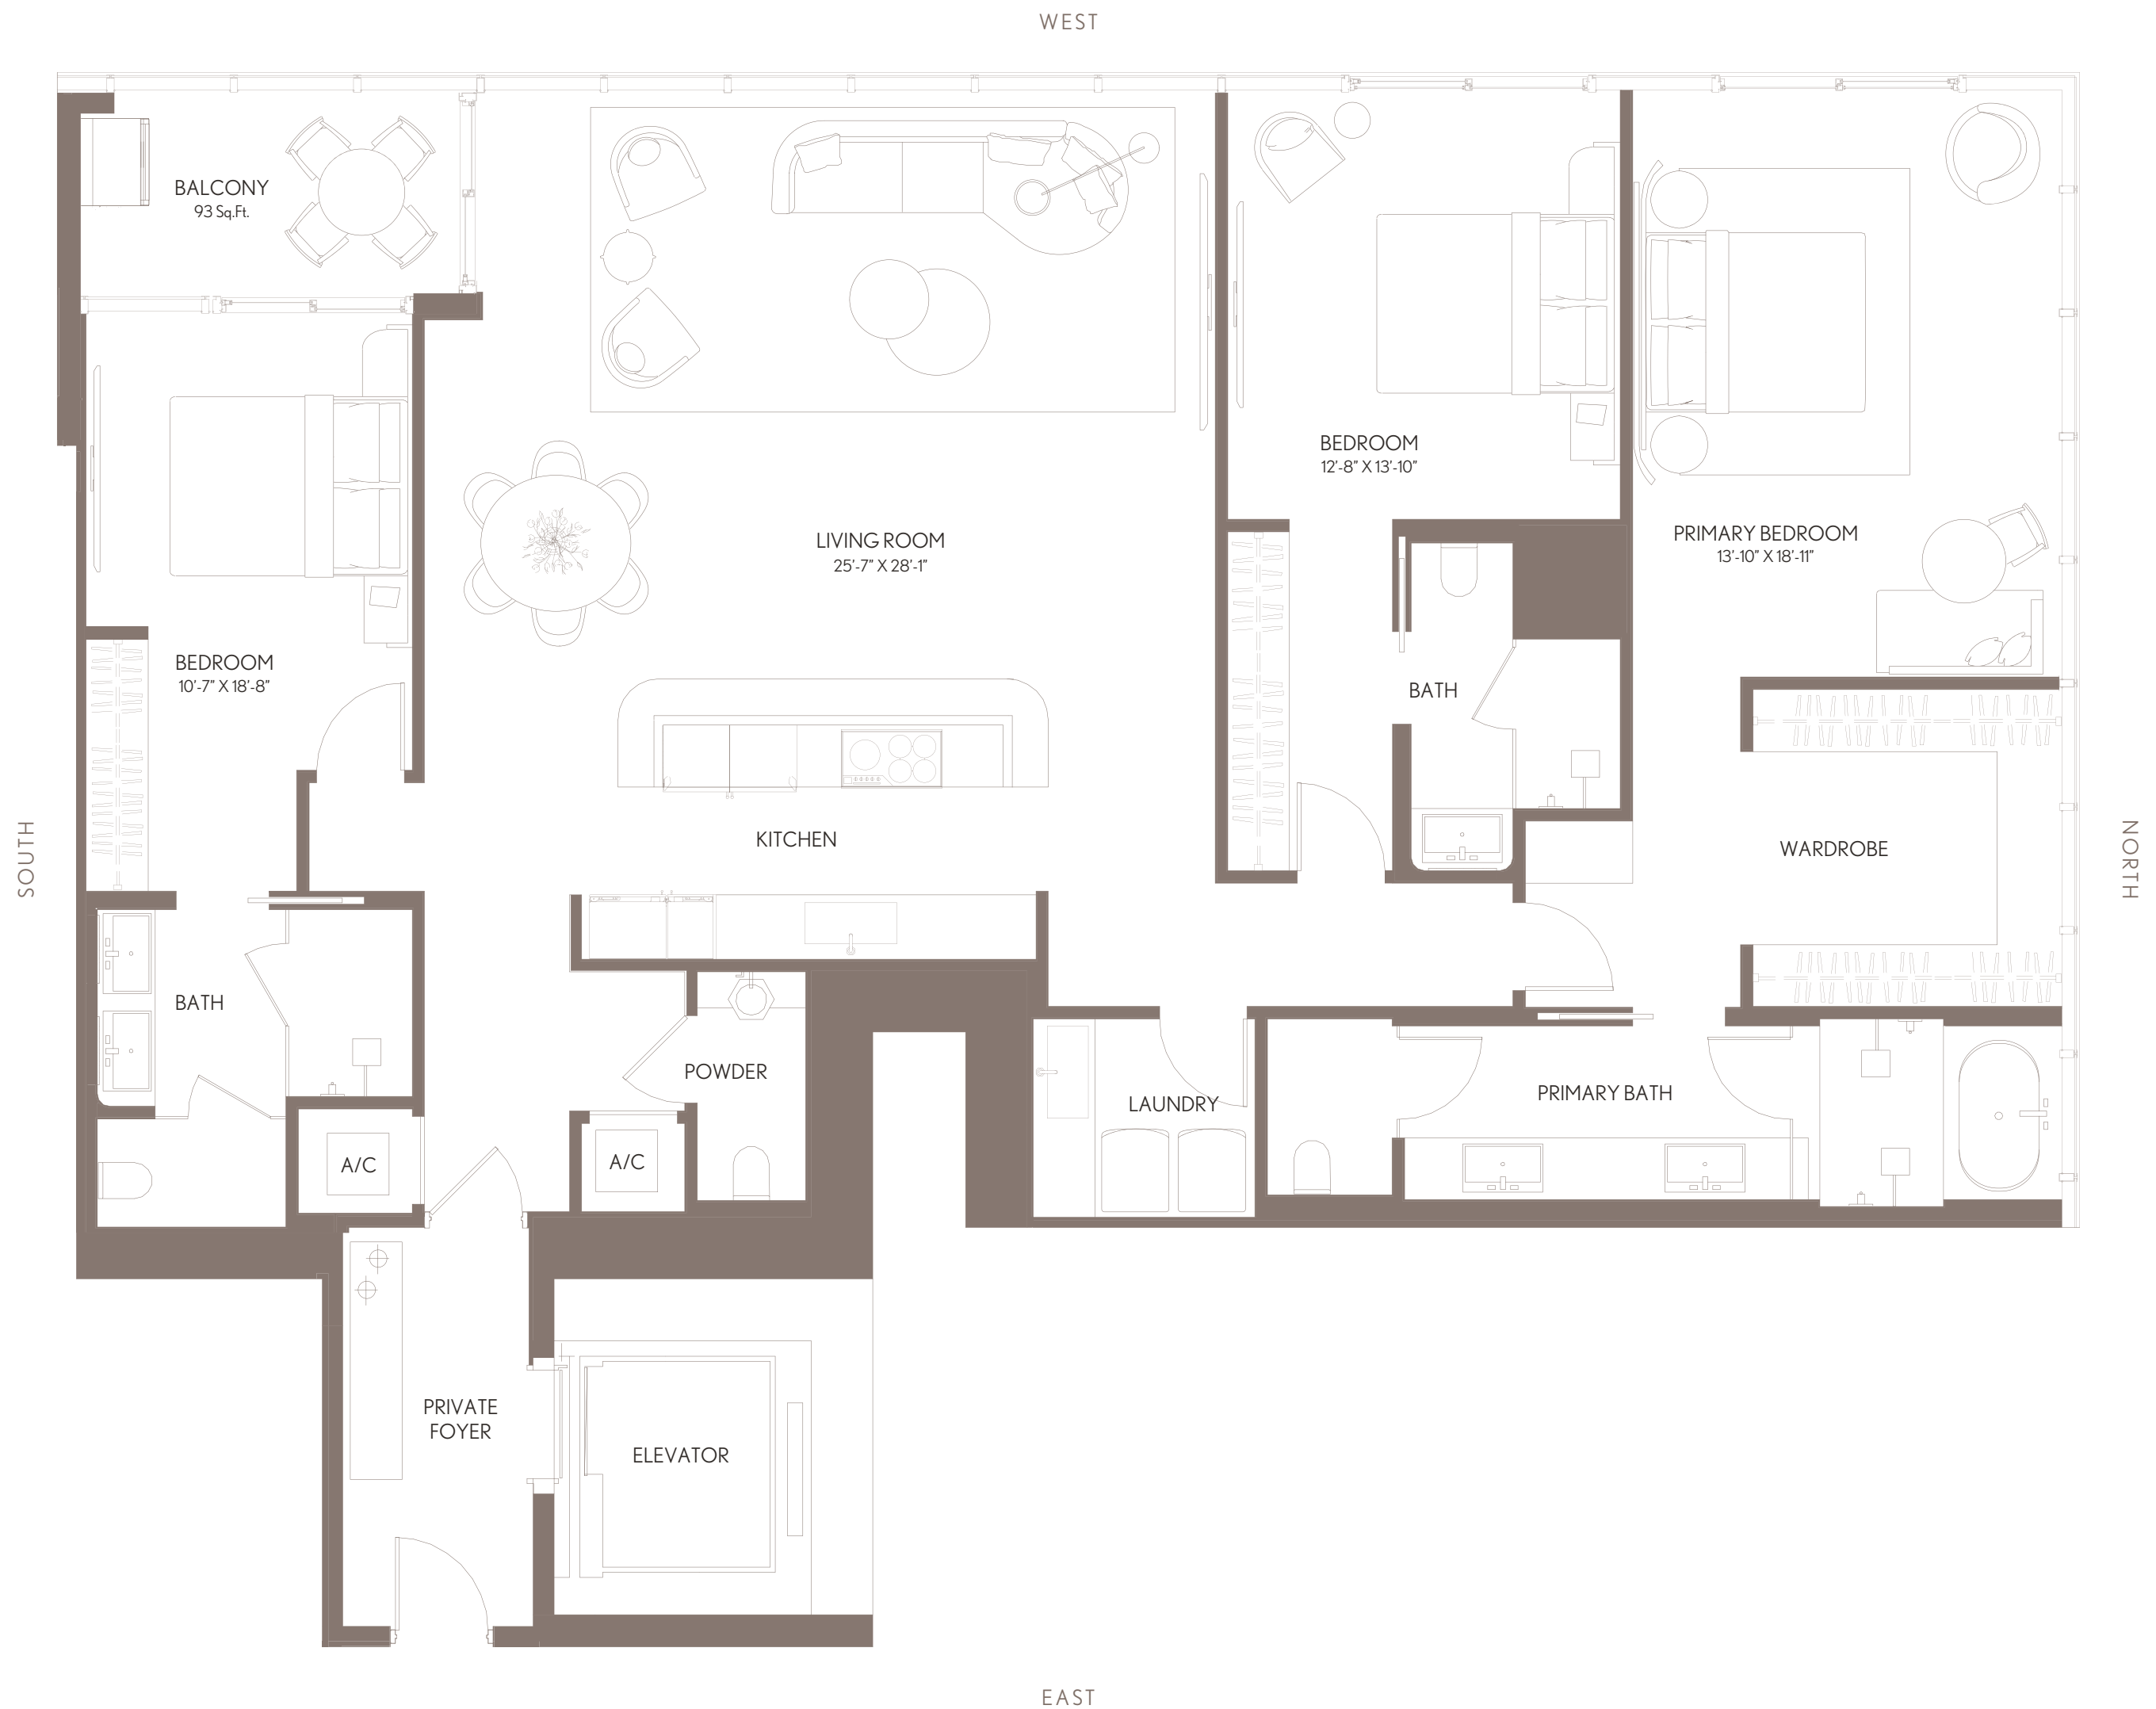 WEST
BALCONY
93 Sq.Ft.
BEDROOM
12'-8" X 13'-10"
PRIMARY BEDROOM
13'-10" X 18'-11"
LIVING ROOM
25'-7" X 28'-1"
BEDROOM
10'-7" X 18'-8"
BATH
KITCHEN
WARDROBE
SOUTH
NORTH
BATH
POWDER
LAUNDRY
PRIMARY BATH
A/C
A/C
PRIVATE
FOYER
ELEVATOR
EAST